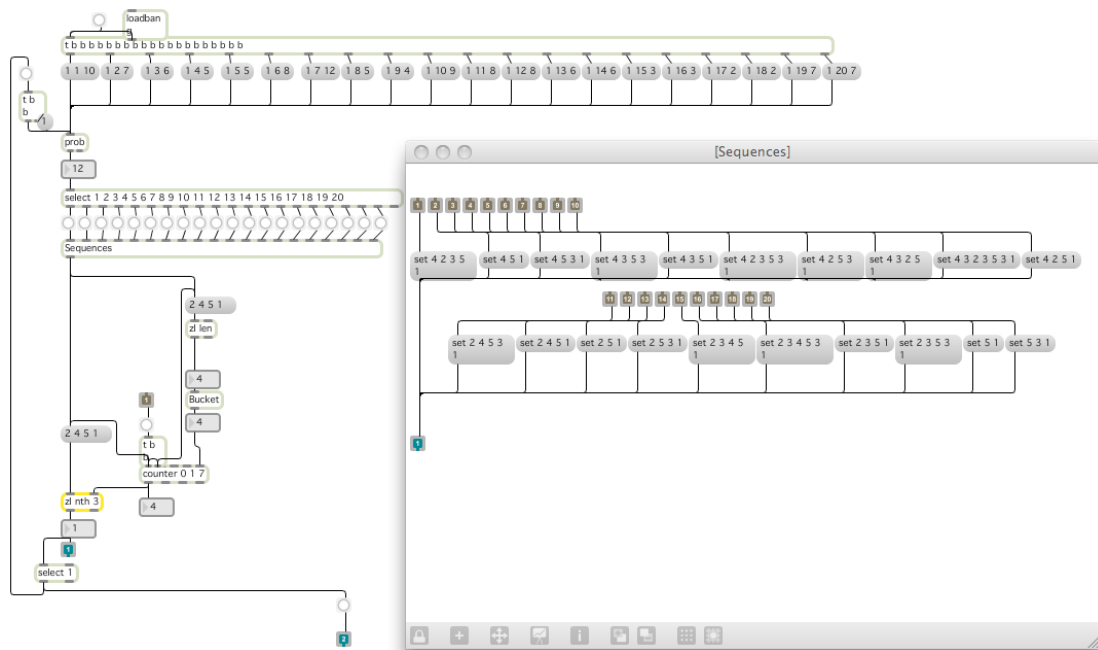 loadban
g
t b b b b b b b b b b b b b b b b b b b b
1 1 10
1 2 7
1 3 6
1 4 5
1 5 5
1 6 8
1 7 12
1 8 5
1 9 4
1 10 9
1 11 8
1 12 8
1 13 6
1 14 6
1 15 3
1 16 3
1 17 2
1 18 2
1 19 7
1 20 7
t b
b
1
prob
12
select 1 2 3 4 5 6 7 8 9 10 11 12 13 14 15 16 17 18 19 20
Sequences
2 4 5 1
zl len
4
Bucket
4
1
2 4 5 1
t b
b
counter 0 1 7
zl nth 3
4
1
1
select 1
2
[Sequences]
1 2 3 4 5 6 7 8 9 10
set 4 2 3 5
1
set 4 5 1
set 4 5 3 1
set 4 3 5 3
1
set 4 3 5 1
set 4 2 3 5 3
1
set 4 2 5 3
1
set 4 3 2 5
1
set 4 3 2 3 5 3 1
set 4 2 5 1
11 12 13 14 15 16 17 18 19 20
set 2 4 5 3
1
set 2 4 5 1
set 2 5 1
set 2 5 3 1
set 2 3 4 5
1
set 2 3 4 5 3
1
set 2 3 5 1
set 2 3 5 3
1
set 5 1
set 5 3 1
1